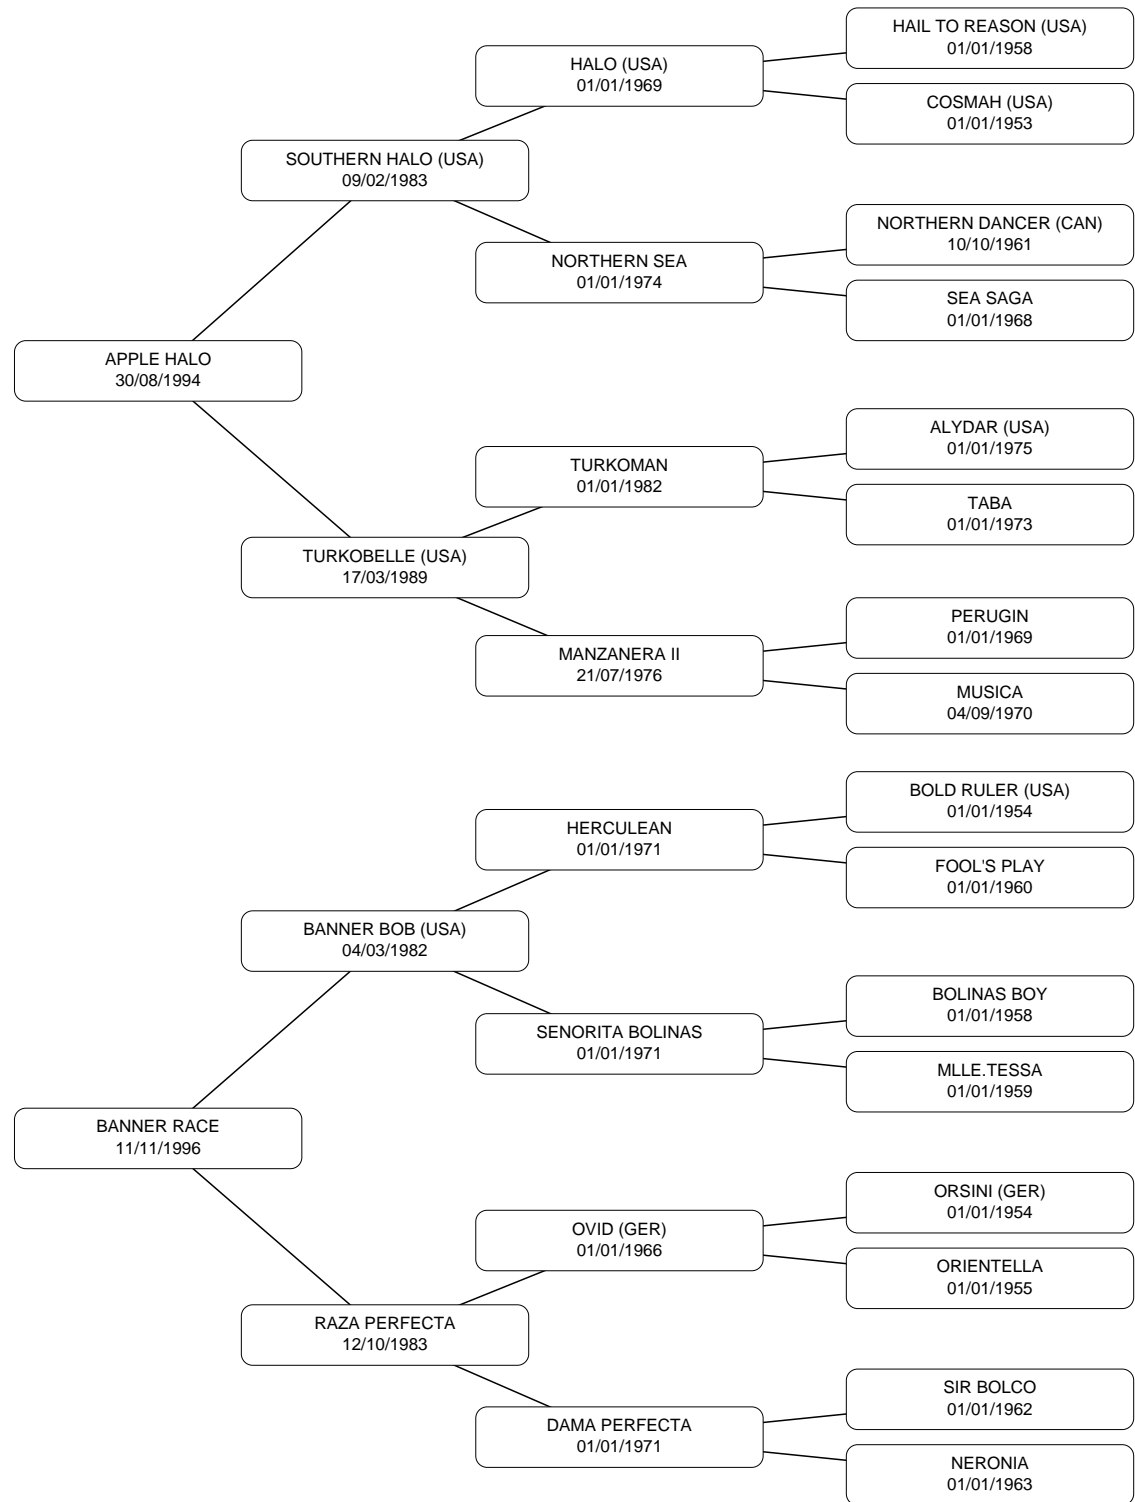 HAIL TO REASON (USA)
01/01/1958
HALO (USA)
01/01/1969
COSMAH (USA)
01/01/1953
SOUTHERN HALO (USA)
09/02/1983
NORTHERN DANCER (CAN)
10/10/1961
NORTHERN SEA
01/01/1974
SEA SAGA
01/01/1968
APPLE HALO
30/08/1994
ALYDAR (USA)
01/01/1975
TURKOMAN
01/01/1982
TABA
01/01/1973
TURKOBELLE (USA)
17/03/1989
PERUGIN
01/01/1969
MANZANERA II
21/07/1976
MUSICA
04/09/1970
BOLD RULER (USA)
01/01/1954
HERCULEAN
01/01/1971
FOOL'S PLAY
01/01/1960
BANNER BOB (USA)
04/03/1982
BOLINAS BOY
01/01/1958
SENORITA BOLINAS
01/01/1971
MLLE.TESSA
01/01/1959
BANNER RACE
11/11/1996
ORSINI (GER)
01/01/1954
OVID (GER)
01/01/1966
ORIENTELLA
01/01/1955
RAZA PERFECTA
12/10/1983
SIR BOLCO
01/01/1962
DAMA PERFECTA
01/01/1971
NERONIA
01/01/1963